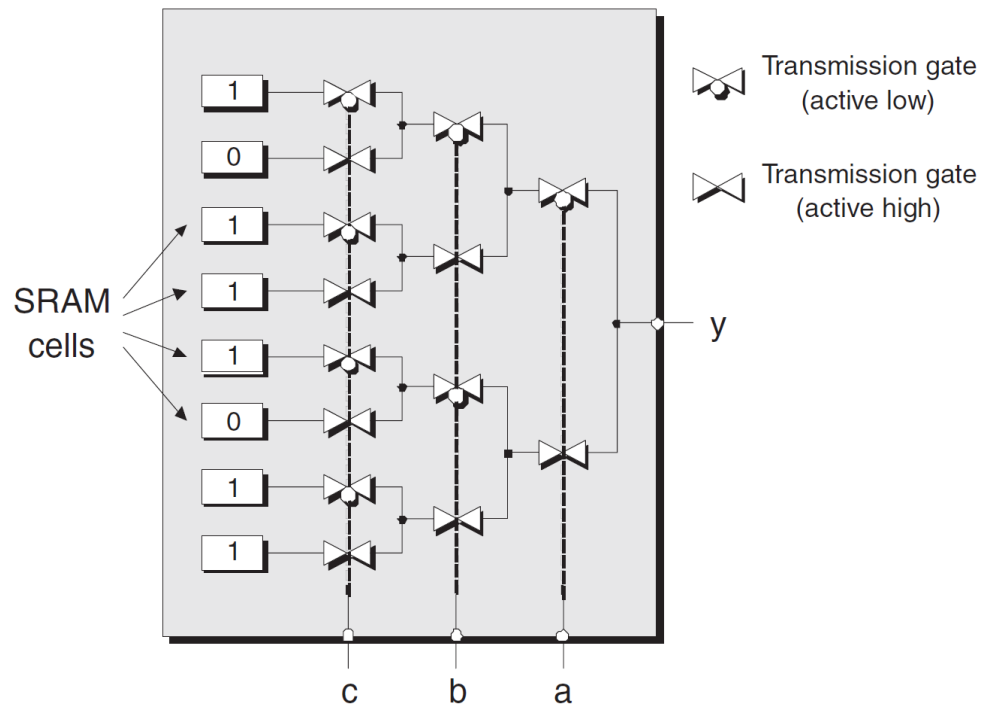 1
Transmission gate
(active low)
0
Transmission gate
(active high)
1
SRAM
cells
1
y
1
0
1
1
c b a